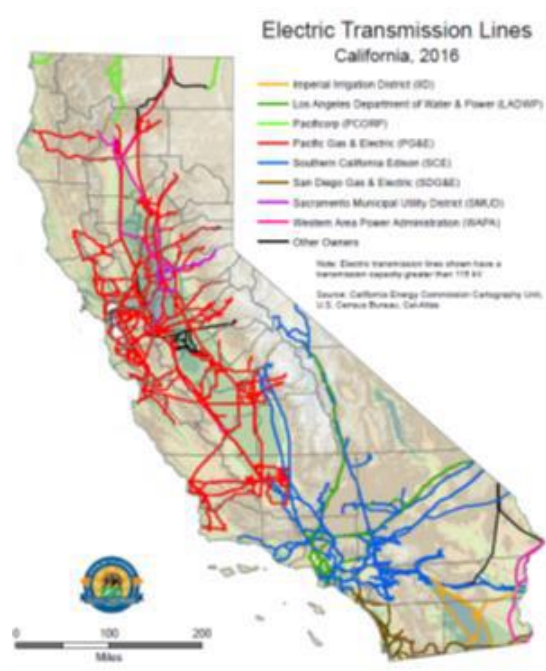 Electric Transmission Lines
California, 2016
Imperial Irrigation District (IID)
Los Angeles Department of Water & Power (LADWP)
Pacificorp (PCORP)
Pacific Gas & Electric (PG&E)
Southern California Edison (SCE)
San Diego Gas & Electric (SDG&E)
Sacramento Municipal Utility District (SMUD)
Western Area Power Administration (WAPA)
Other Owners
Note: Electric transmission lines shown have a
transmission capacity greater than 115 kV
Source: California Energy Commission Cartography Unit,
U.S. Census Bureau, Cal-Atlas
0 100 200
Miles